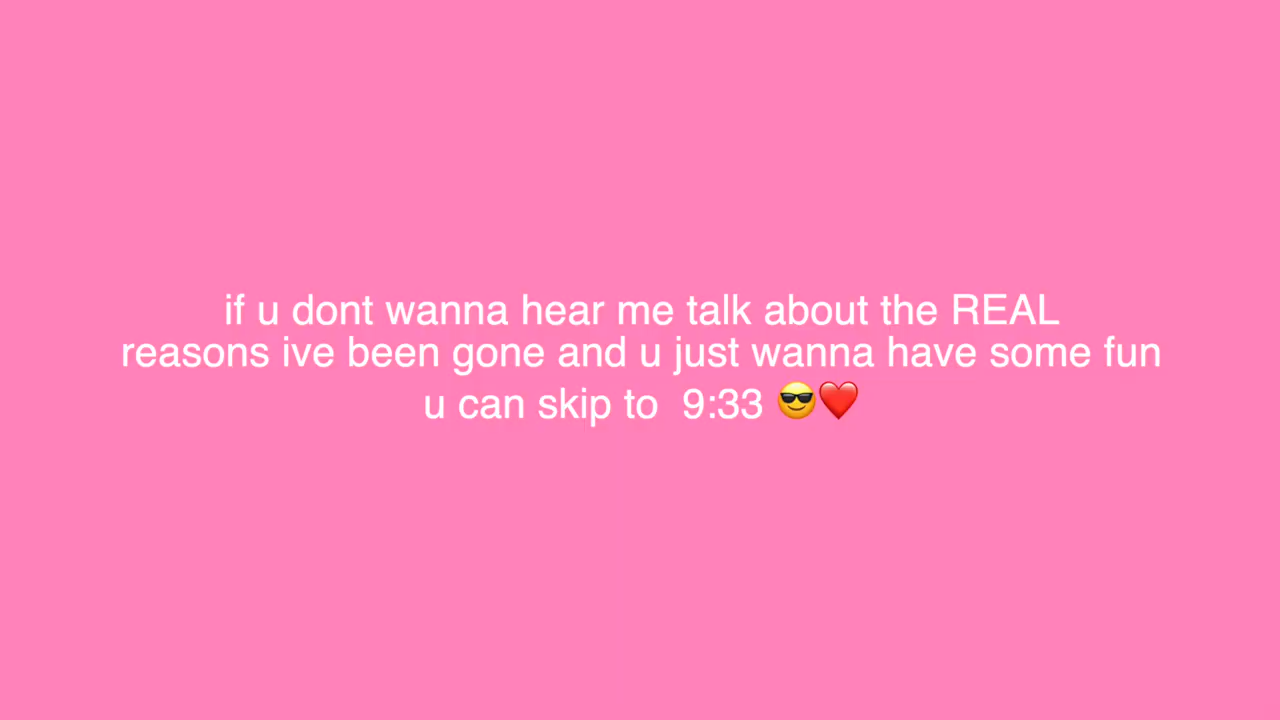 if u dont wanna hear me talk about the REAL
reasons ive been gone and u just wanna have some fun
u can skip to  9:33 😎❤️